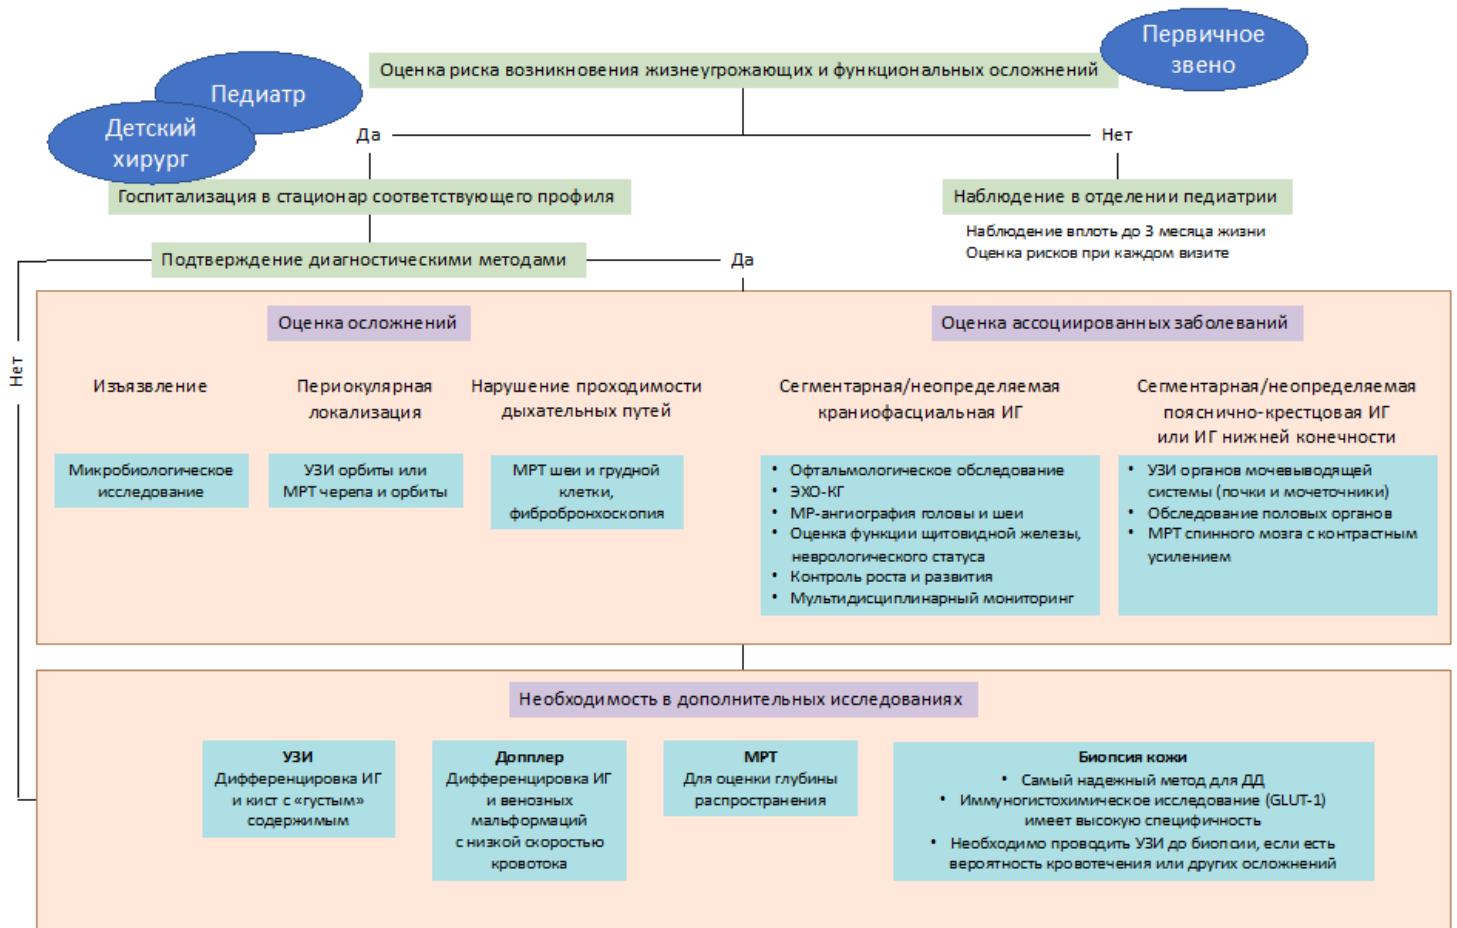 Первичное
звено
Оценка риска возникновения жизнеугрожающих и функциональных осложнений
Педиатр
Детский
хирург
Да
Нет
Госпитализация в стационар соответствующего профиля
Наблюдение в отделении педиатрии
Наблюдение вплоть до 3 месяца жизни
Оценка рисков при каждом визите
Подтверждение диагностическими методами
Да
Нет
Оценка осложнений
Оценка ассоциированных заболеваний
Изъязвление
Периокулярная
локализация
Нарушение проходимости
дыхательных путей
Сегментарная/неопределяемая
краниофасциальная ИГ
Сегментарная/неопределяемая
пояснично-крестцовая ИГ
или ИГ нижней конечности
Микробиологическое
исследование
УЗИ орбиты или
МРТ черепа и орбиты
МРТ шеи и грудной
клетки,
фибробронхоскопия
• Офтальмологическое обследование
• ЭХО-КГ
• МР-ангиография головы и шеи
• Оценка функции щитовидной железы,
неврологического статуса
• Контроль роста и развития
• Мультидисциплинарный мониторинг
• УЗИ органов мочевыводящей
системы (почки и мочеточники)
• Обследование половых органов
• МРТ спинного мозга с контрастным
усилением
Необходимость в дополнительных исследованиях
УЗИ
Дифференцировка ИГ
и кист с «густым»
содержимым
Допплер
Дифференцировка ИГ
и венозных
мальформаций
с низкой скоростью
кровотока
МРТ
Для оценки глубины
распространения
Биопсия кожи
• Самый надежный метод для ДД
• Иммуногистохимическое исследование (GLUT-1)
имеет высокую специфичность
• Необходимо проводить УЗИ до биопсии, если есть
вероятность кровотечения или других осложнений